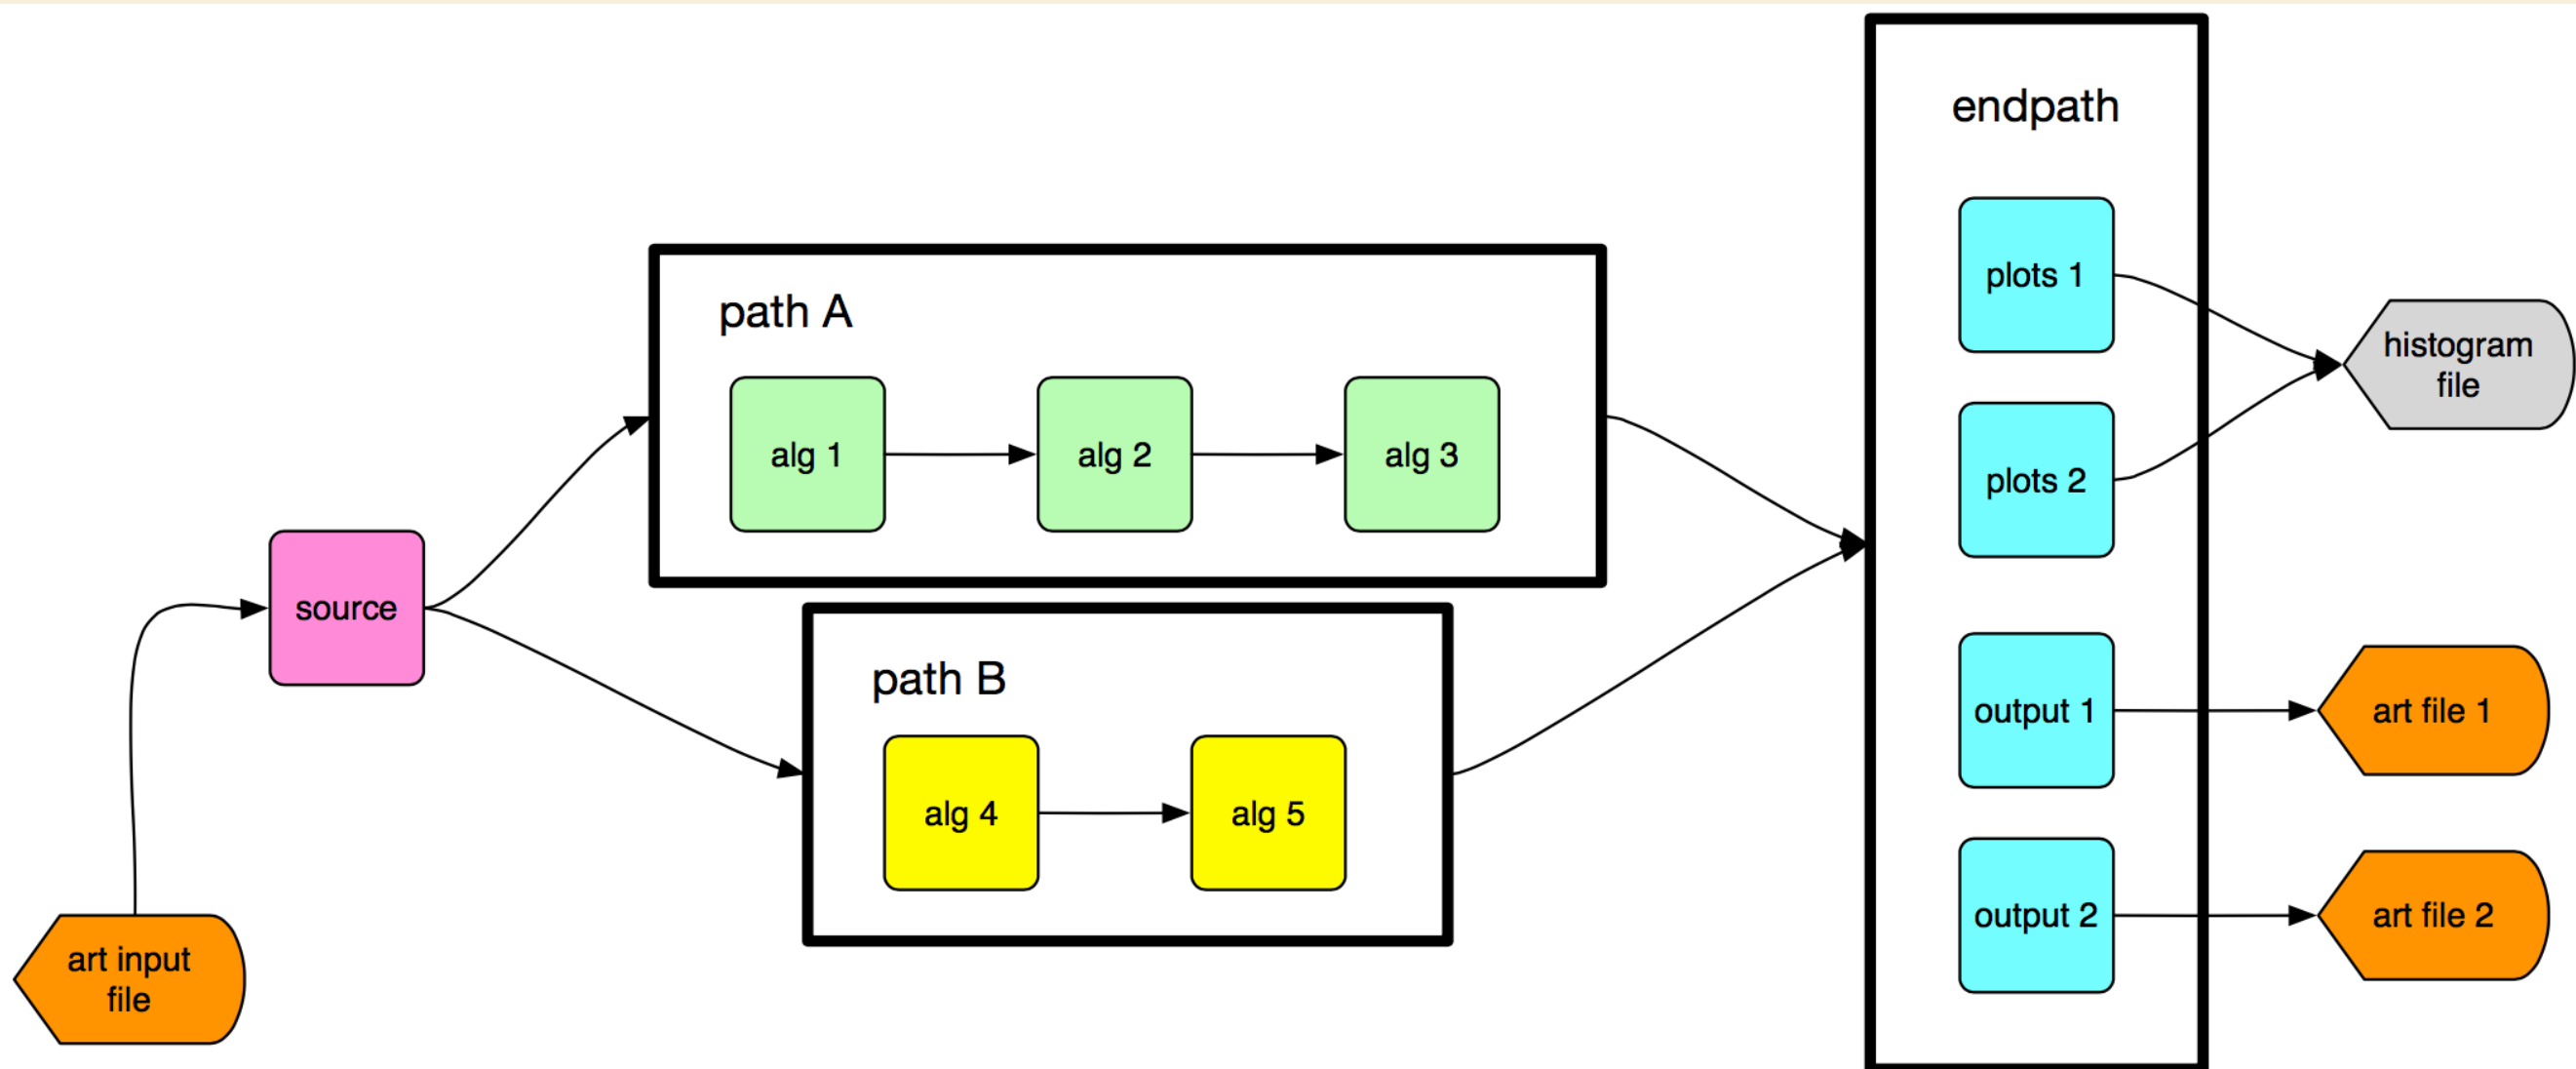 endpath
plots 1
histogram
file
path A
alg 1
alg 2
alg 3
plots 2
source
path B
output 1
art file 1
alg 4
alg 5
output 2
art file 2
art input
file